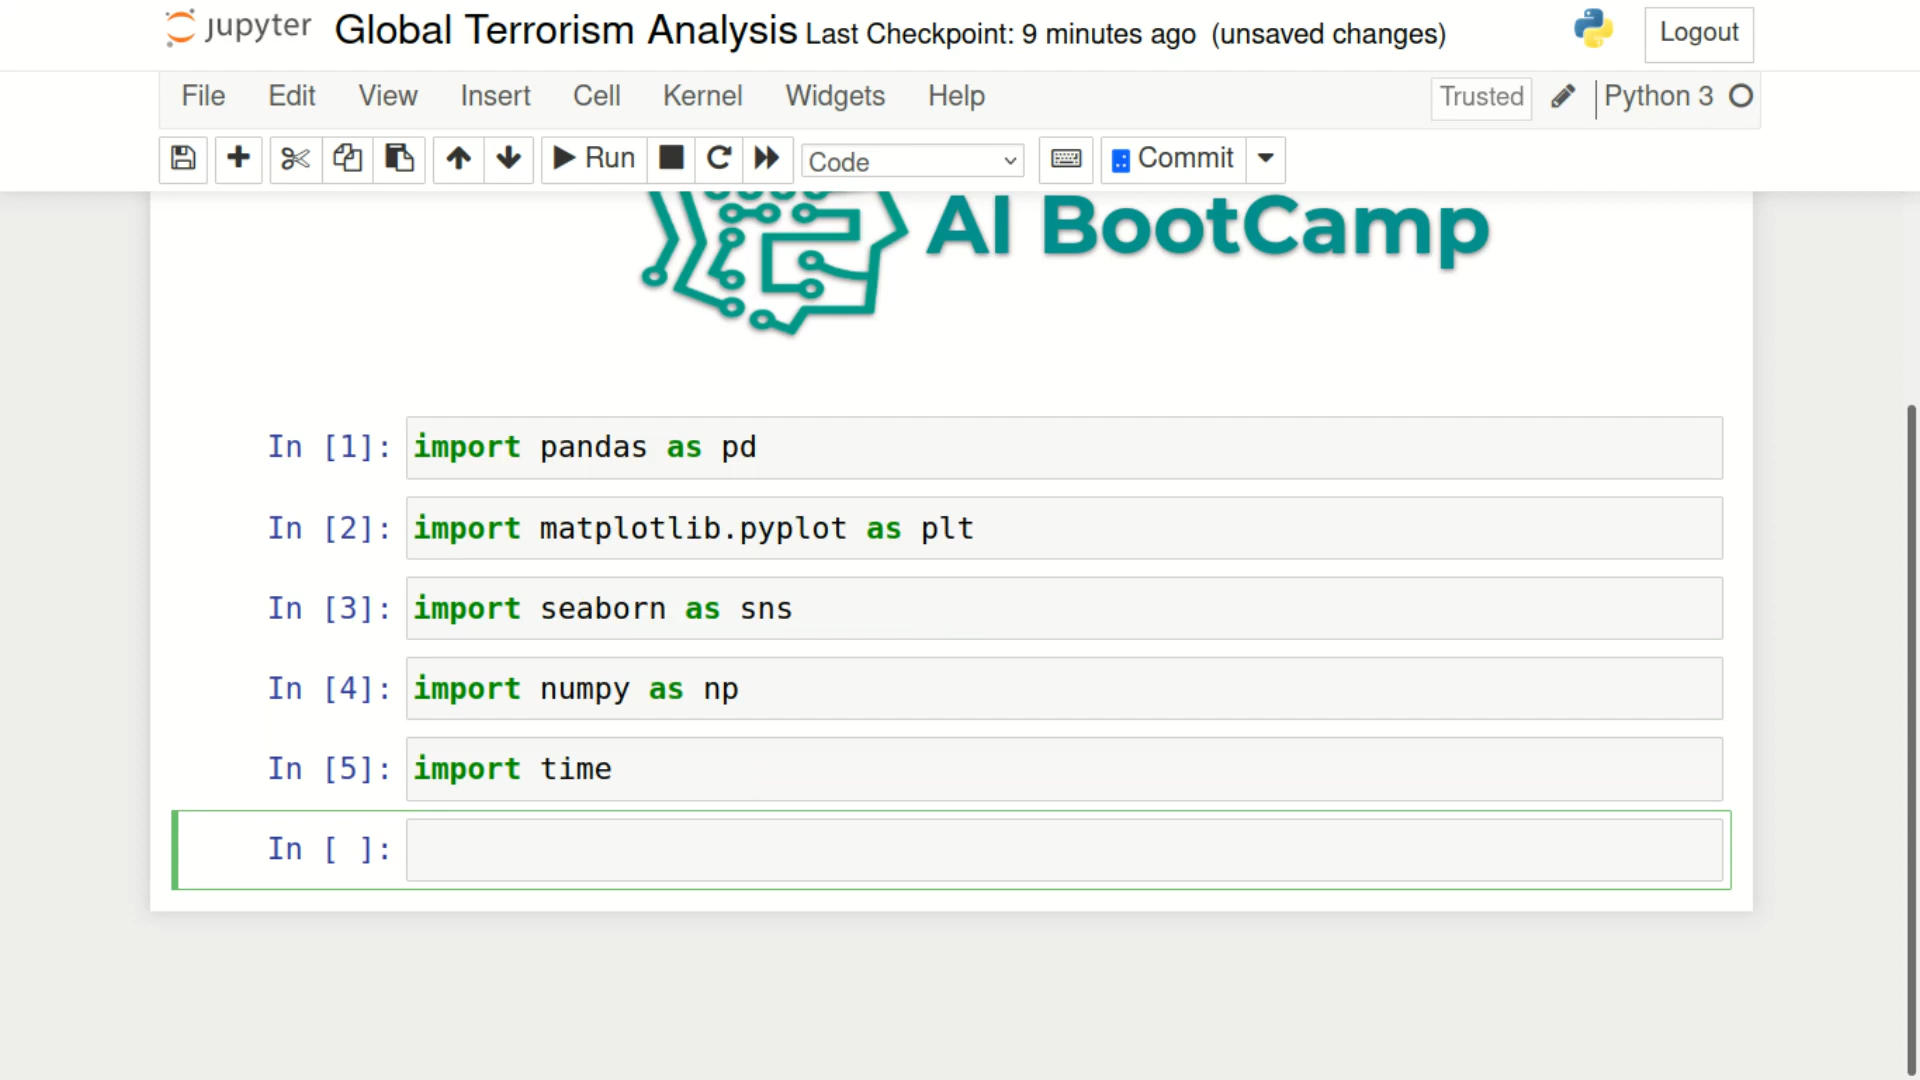 jupyter Global Terrorism Analysis Last Checkpoint: 9 minutes ago (unsaved changes) Logout
File Edit View Insert Cell Kernel Widgets Help Trusted Python 3
Run Code Commit
AI BootCamp
In [1]: import pandas as pd
In [2]: import matplotlib.pyplot as plt
In [3]: import seaborn as sns
In [4]: import numpy as np
In [5]: import time
In [ ]: